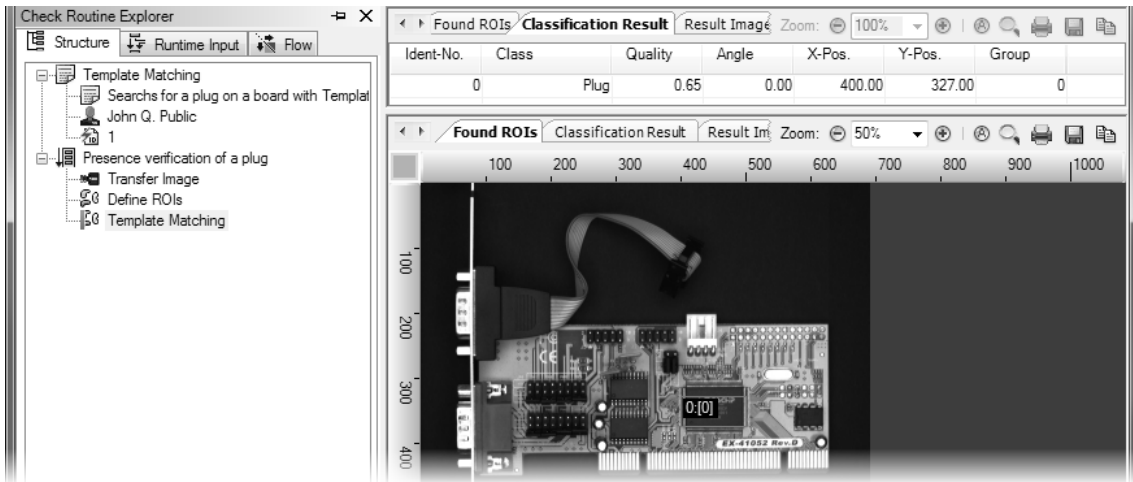 Check Routine Explorer
Structure Runtime Input Flow
Template Matching
Searchs for a plug on a board with Templat
John Q. Public
1
Presence verification of a plug
Transfer Image
Define ROIs
Template Matching
Found ROIs Classification Result Result Image Zoom: 100%
Ident-No. Class Quality Angle X-Pos. Y-Pos. Group
0 Plug 0.65 0.00 400.00 327.00 0
Found ROIs Classification Result Result Im Zoom: 50%
100 200 300 400 500 600 700 800 900 1000
100
200
300
400
0:[0]
EX-41052 Rev.D